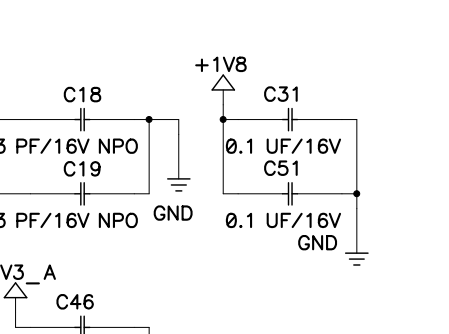 +1V8
C18
C31
3 PF/16V NPO
0.1 UF/16V
C19
C51
GND
3 PF/16V NPO
0.1 UF/16V
GND
V3_A
C46